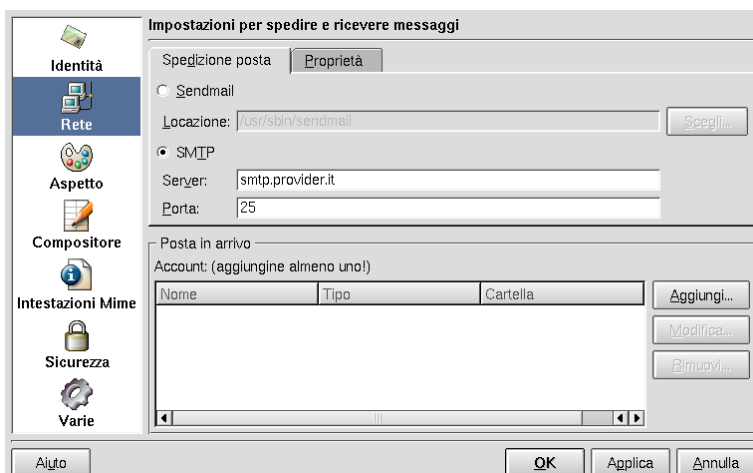 Impostazioni per spedire e ricevere messaggi
Identità
Rete
Aspetto
Compositore
Intestazioni Mime
Sicurezza
Varie
Spedizione posta
Proprietà
Sendmail
Locazione: /usr/sbin/sendmail Scegli...
SMTP
Server: smtp.provider.it
Porta: 25
Posta in arrivo
Account: (aggiungine almeno uno!)
Nome Tipo Cartella
Aggiungi...
Modifica...
Rimuovi...
Aiuto OK Applica Annulla